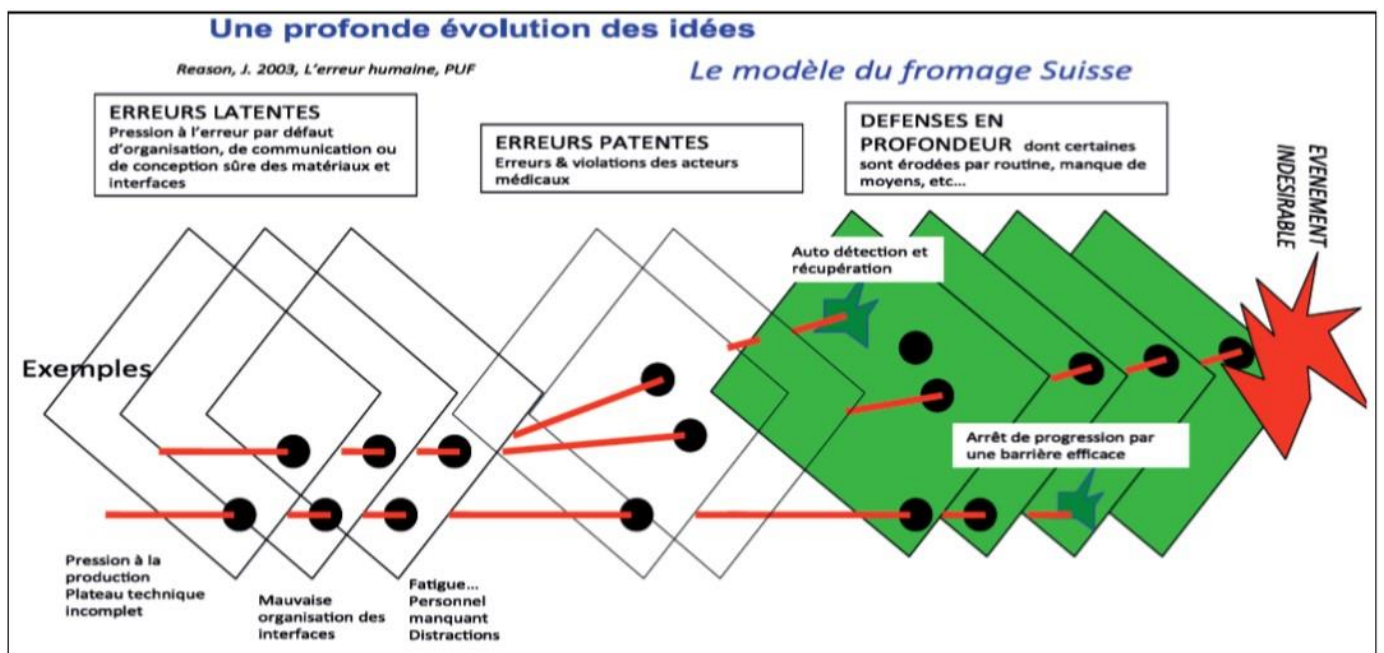 Une profonde évolution des idées
Reason, J. 2003, L'erreur humaine, PUF
Le modèle du fromage Suisse
ERREURS LATENTES
Pression à l'erreur par défaut
d'organisation, de communication ou
de conception sûre des matériaux et
interfaces
ERREURS PATENTES
Erreurs & violations des acteurs
médicaux
DEFENSES EN
PROFONDEUR dont certaines
sont érodées par routine, manque de
moyens, etc...
EVENEMENT
INDESIRABLE
Auto détection et
récupération
Exemples
Arrêt de progression par
une barrière efficace
Pression à la
production
Plateau technique
incomplet
Mauvaise
organisation des
interfaces
Fatigue...
Personnel
manquant
Distractions